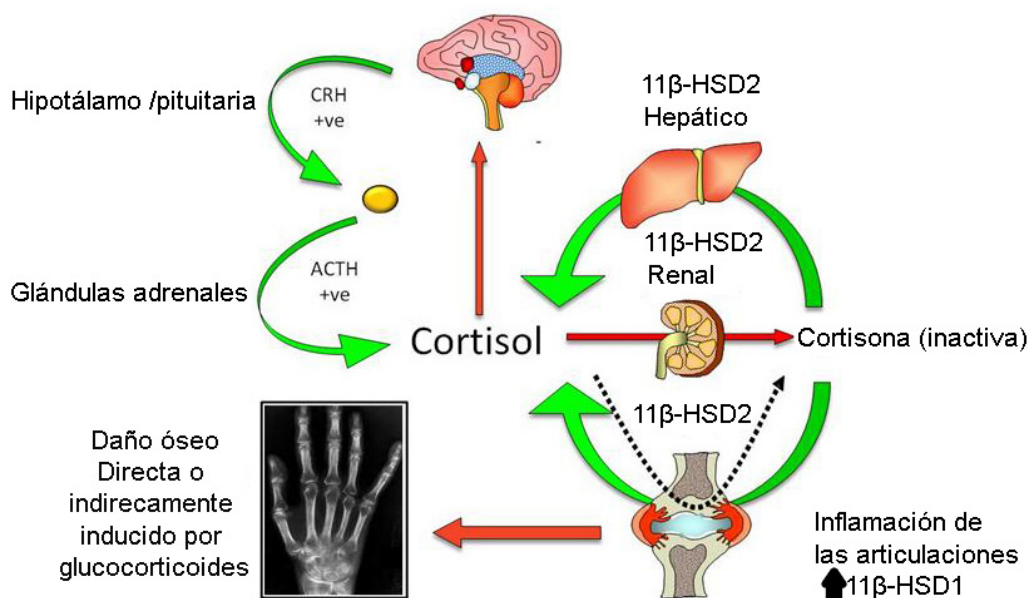 Hipotálamo /pituitaria
CRH
+ve
Glándulas adrenales
ACTH
+ve
Cortisol
11β-HSD2
Hepático
11β-HSD2
Renal
Cortisona (inactiva)
11β-HSD2
Daño óseo
Directa o
indirecamente
inducido por
glucocorticoides
Inflamación de
las articulaciones
11β-HSD1